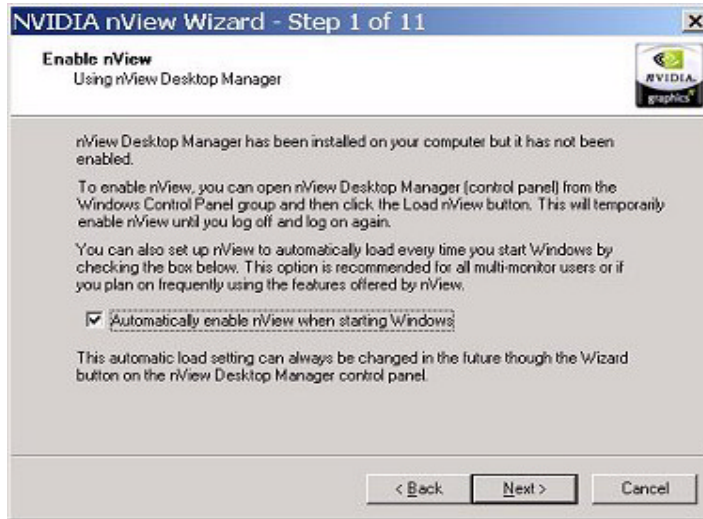 NVIDIA nView Wizard - Step 1 of 11
Enable nView
Using nView Desktop Manager
NVIDIA.
graphics
nView Desktop Manager has been installed on your computer but it has not been
enabled.
To enable nView, you can open nView Desktop Manager (control panel) from the
Windows Control Panel group and then click the Load nView button. This will temporarily
enable nView until you log off and log on again.
You can also set up nView to automatically load every time you start Windows by
checking the box below. This option is recommended for all multi-monitor users or if
you plan on frequently using the features offered by nView.
Automatically enable nView when starting Windows
This automatic load setting can always be changed in the future though the Wizard
button on the nView Desktop Manager control panel.
< Back
Next >
Cancel